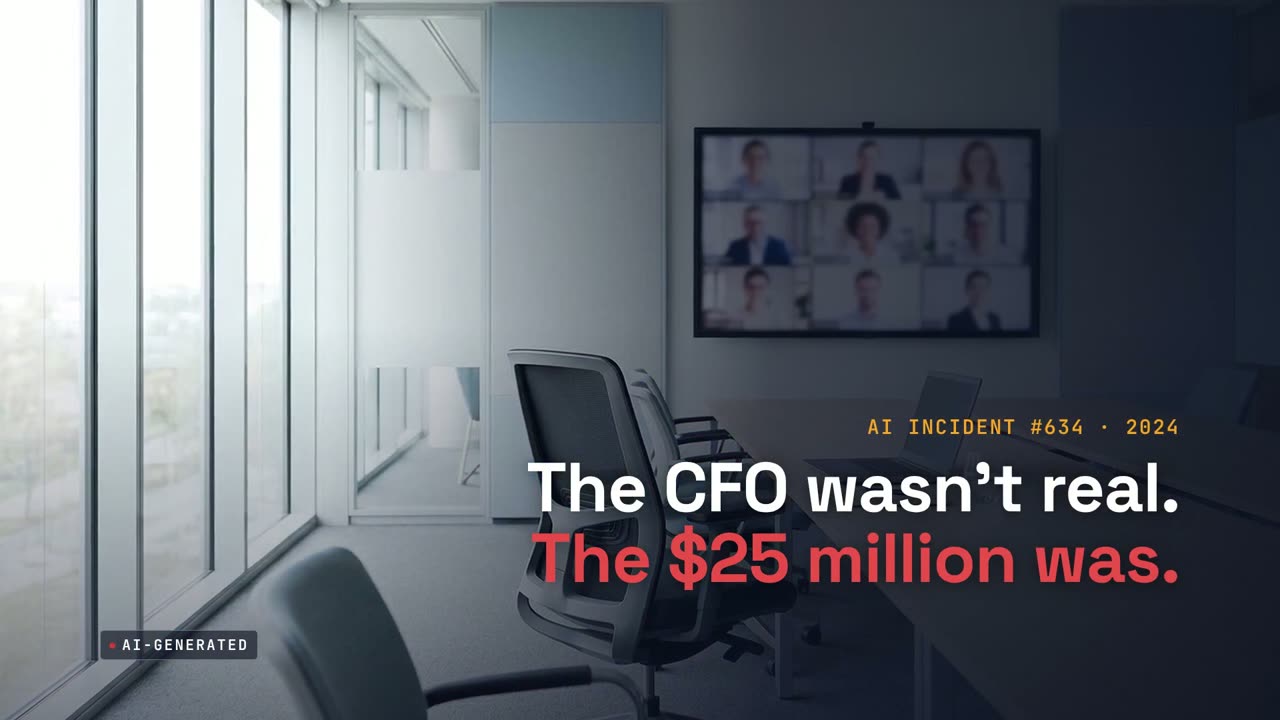 AI INCIDENT #634 · 2024
The CFO wasn’t real.
The $25 million was.
AI-GENERATED